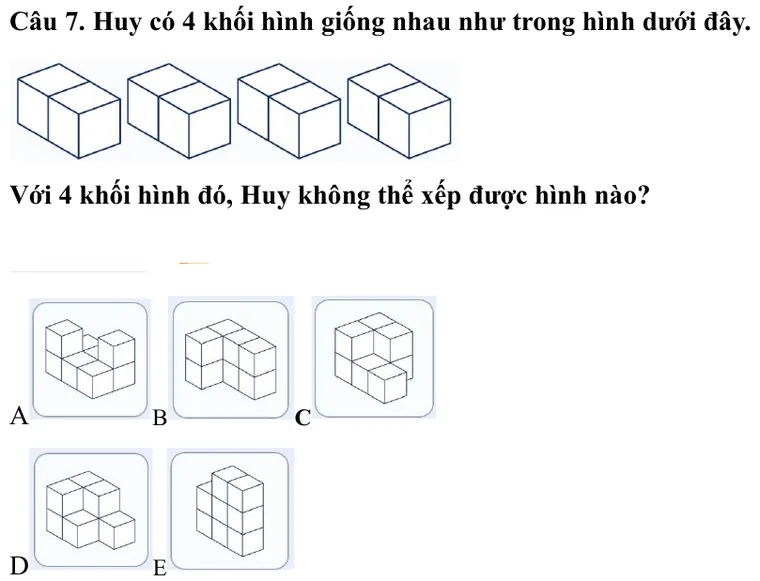 Câu 7. Huy có 4 khối hình giống nhau như trong hình dưới đây.
Với 4 khối hình đó, Huy không thể xếp được hình nào?
A
B
C
D
E